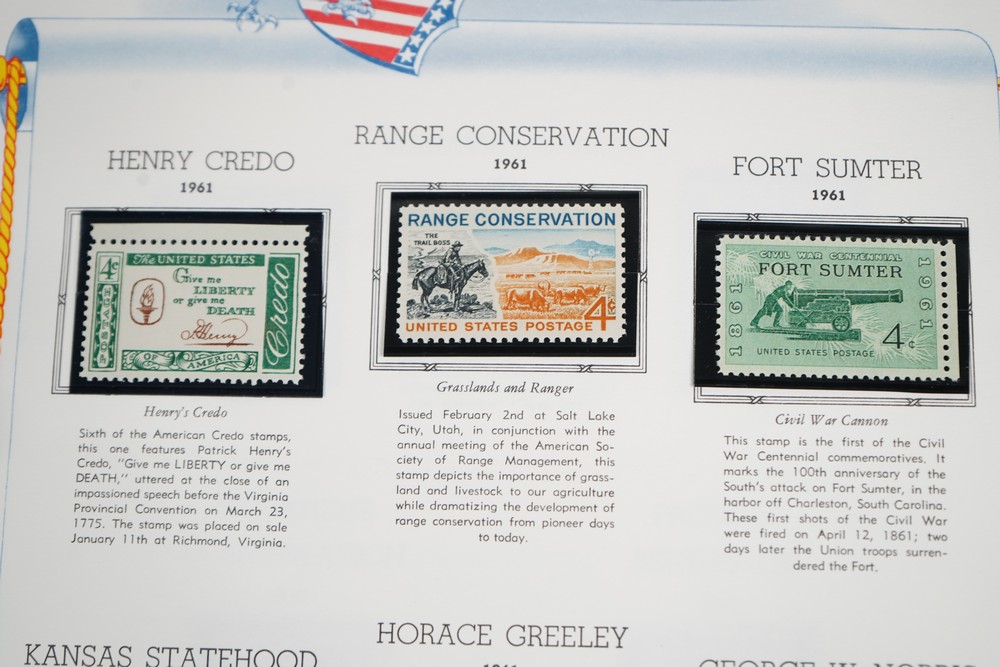 HENRY CREDO
1961
4¢
The UNITED STATES
POSTAGE
Give me
LIBERTY
or give me
DEATH
P. Henry
Credo
OF AMERICA
Henry's Credo
Sixth of the American Credo stamps,
this one features Patrick Henry's
Credo, "Give me LIBERTY or give me
DEATH," uttered at the close of an
impassioned speech before the Virginia
Provincial Convention on March 23,
1775. The stamp was placed on sale
January 11th at Richmond, Virginia.
RANGE CONSERVATION
1961
RANGE CONSERVATION
THE
TRAIL BOSS
4¢
UNITED STATES POSTAGE
Grasslands and Ranger
Issued February 2nd at Salt Lake
City, Utah, in conjunction with the
annual meeting of the American So-
ciety of Range Management, this
stamp depicts the importance of grass-
land and livestock to our agriculture
while dramatizing the development of
range conservation from pioneer days
to today.
FORT SUMTER
1961
CIVIL WAR CENTENNIAL
FORT SUMTER
1861
1961
4¢
UNITED STATES POSTAGE
Civil War Cannon
This stamp is the first of the Civil
War Centennial commemoratives. It
marks the 100th anniversary of the
South's attack on Fort Sumter, in the
harbor off Charleston, South Carolina.
These first shots of the Civil War
were fired on April 12, 1861; two
days later the Union troops surren-
dered the Fort.
KANSAS STATEHOOD
HORACE GREELEY
1961
GEORGE W. NORRIS